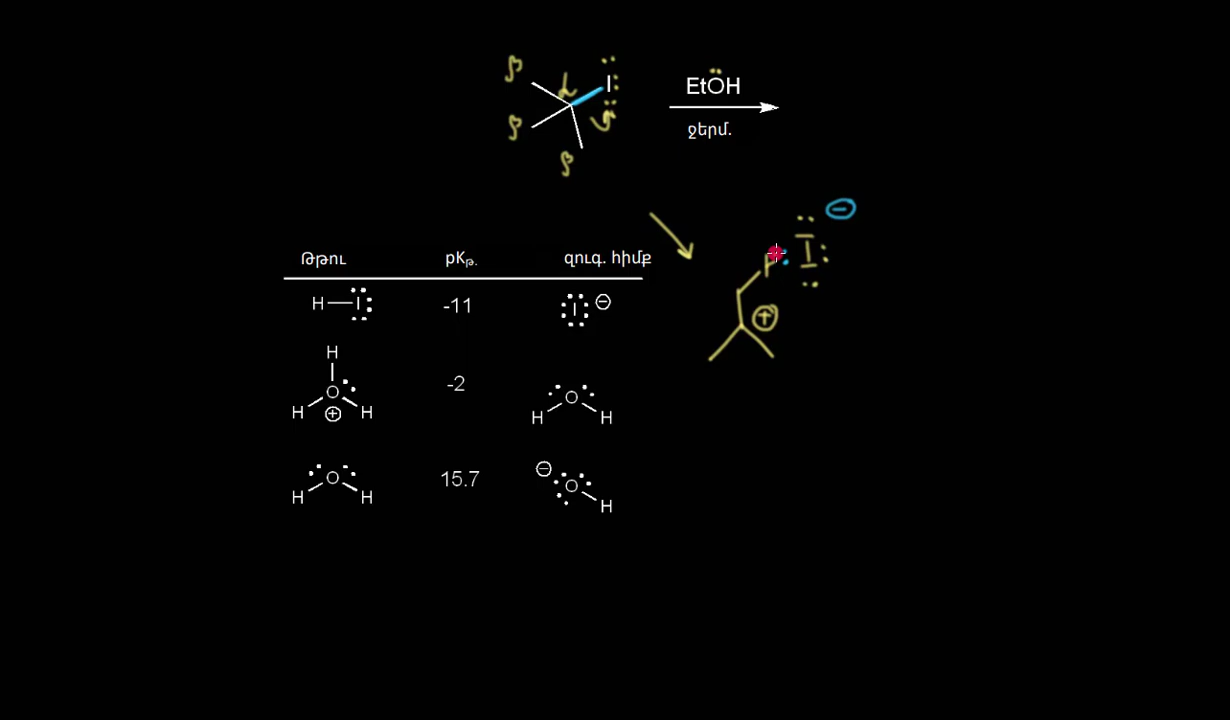 β α I
EtOH
β
ջերմ.
β
I ⊖
Թթու pKթ. զուգ. հիմք
H ⊕
H—I -11 I ⊖
H
O -2 O
H ⊕ H H H
O 15.7 ⊖ O
H H H